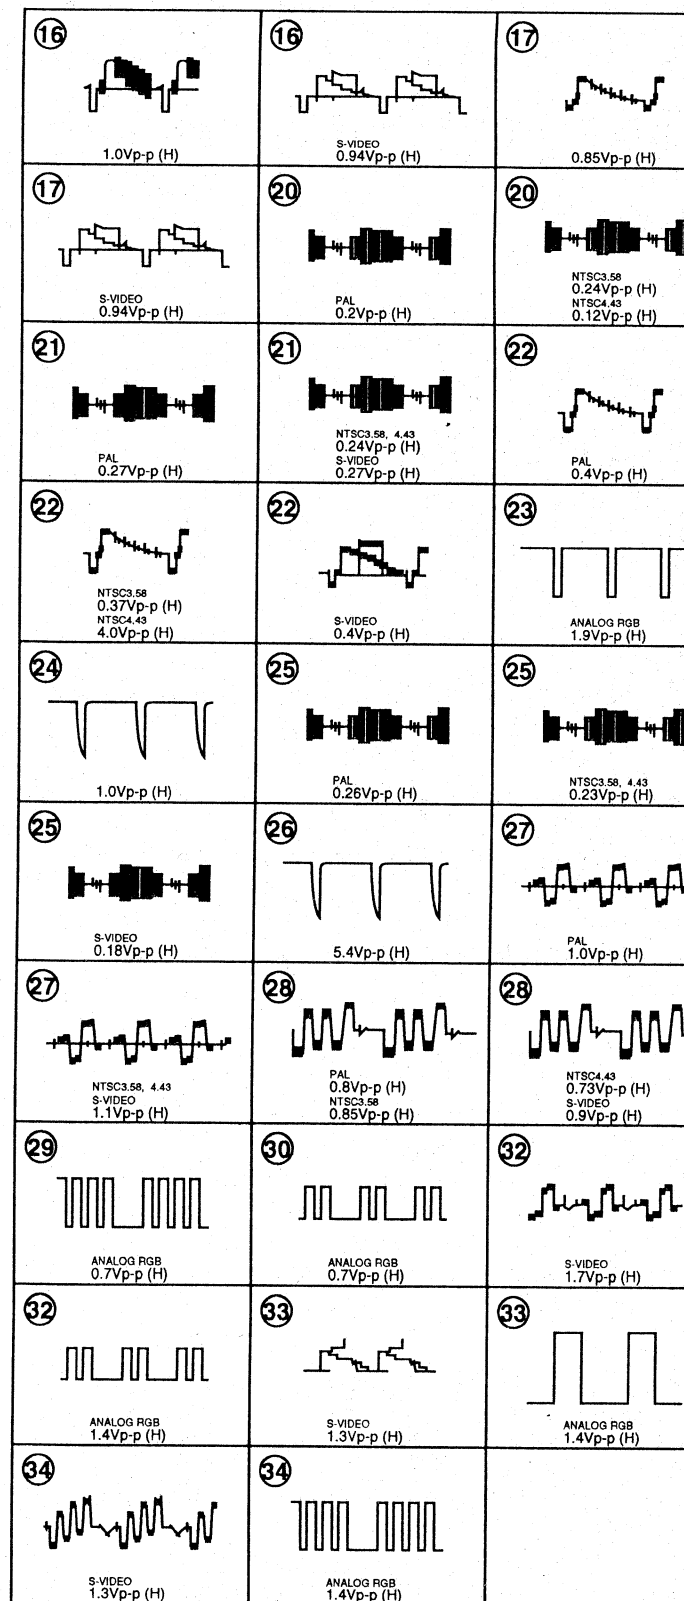 16
1.0Vp-p (H)
16
S-VIDEO
0.94Vp-p (H)
17
0.85Vp-p (H)
17
S-VIDEO
0.94Vp-p (H)
20
PAL
0.2Vp-p (H)
20
NTSC3.58
0.24Vp-p (H)
NTSC4.43
0.12Vp-p (H)
21
PAL
0.27Vp-p (H)
21
NTSC3.58, 4.43
0.24Vp-p (H)
S-VIDEO
0.27Vp-p (H)
22
PAL
0.4Vp-p (H)
22
NTSC3.58
0.37Vp-p (H)
NTSC4.43
4.0Vp-p (H)
22
S-VIDEO
0.4Vp-p (H)
23
ANALOG RGB
1.9Vp-p (H)
24
1.0Vp-p (H)
25
PAL
0.26Vp-p (H)
25
NTSC3.58, 4.43
0.23Vp-p (H)
25
S-VIDEO
0.18Vp-p (H)
26
5.4Vp-p (H)
27
PAL
1.0Vp-p (H)
27
NTSC3.58, 4.43
S-VIDEO
1.1Vp-p (H)
28
PAL
0.8Vp-p (H)
NTSC3.58
0.85Vp-p (H)
28
NTSC4.43
0.73Vp-p (H)
S-VIDEO
0.9Vp-p (H)
29
ANALOG RGB
0.7Vp-p (H)
30
ANALOG RGB
0.7Vp-p (H)
32
S-VIDEO
1.7Vp-p (H)
32
ANALOG RGB
1.4Vp-p (H)
33
S-VIDEO
1.3Vp-p (H)
33
ANALOG RGB
1.4Vp-p (H)
34
S-VIDEO
1.3Vp-p (H)
34
ANALOG RGB
1.4Vp-p (H)